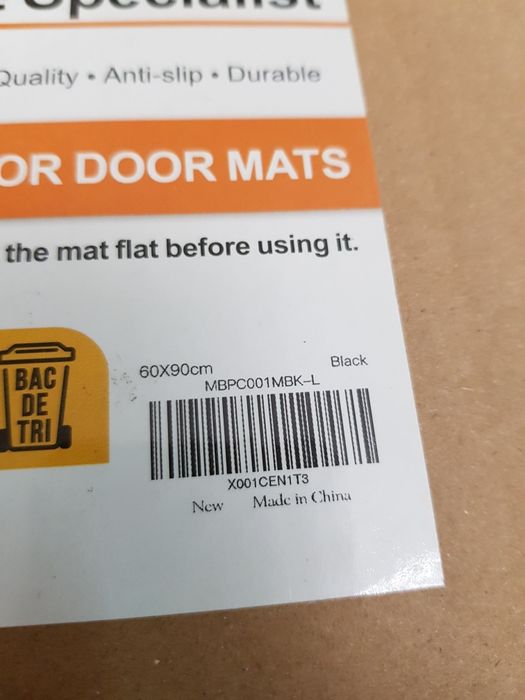 Specialist
Quality • Anti-slip • Durable
OR DOOR MATS
the mat flat before using it.
BAC
DE
TRI
60X90cm Black
MBPC001MBK-L
X001CEN1T3
New Made in China